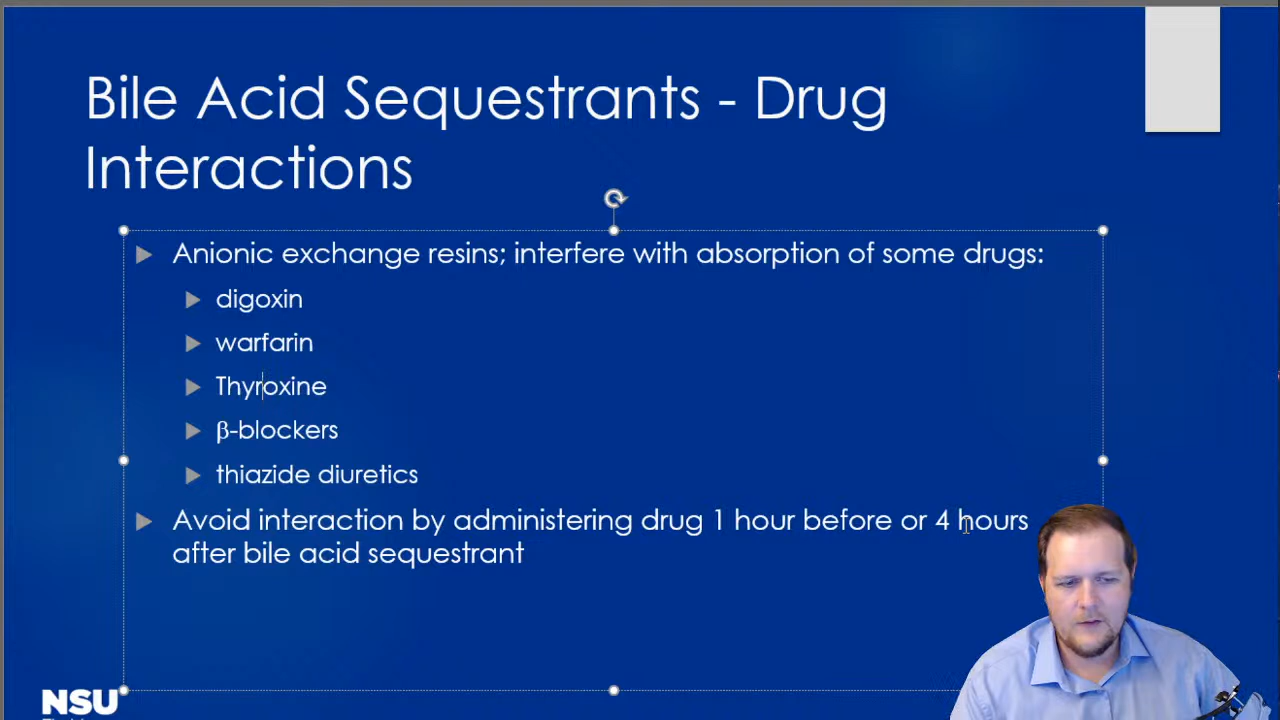 Bile Acid Sequestrants - Drug
Interactions
Anionic exchange resins; interfere with absorption of some drugs:
digoxin
warfarin
Thyroxine
β-blockers
thiazide diuretics
Avoid interaction by administering drug 1 hour before or 4 hours
after bile acid sequestrant
NSU